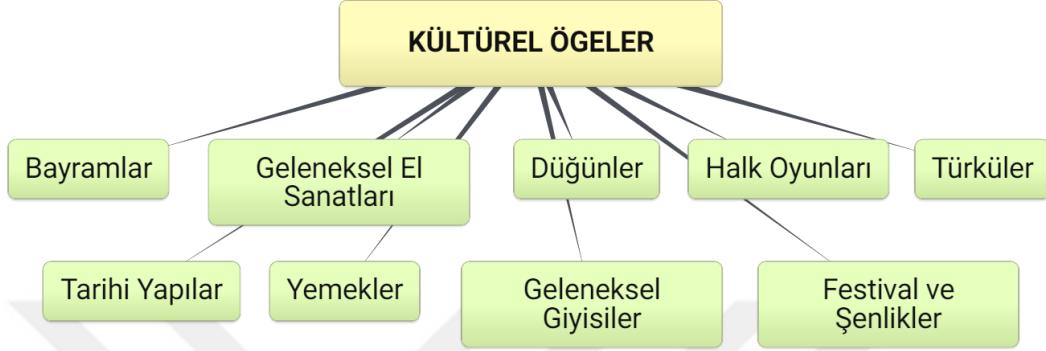 KÜLTÜREL ÖGELER
Bayramlar
Geleneksel El
Sanatları
Düğünler
Halk Oyunları
Türküler
Tarihi Yapılar
Yemekler
Geleneksel
Giyisiler
Festival ve
Şenlikler